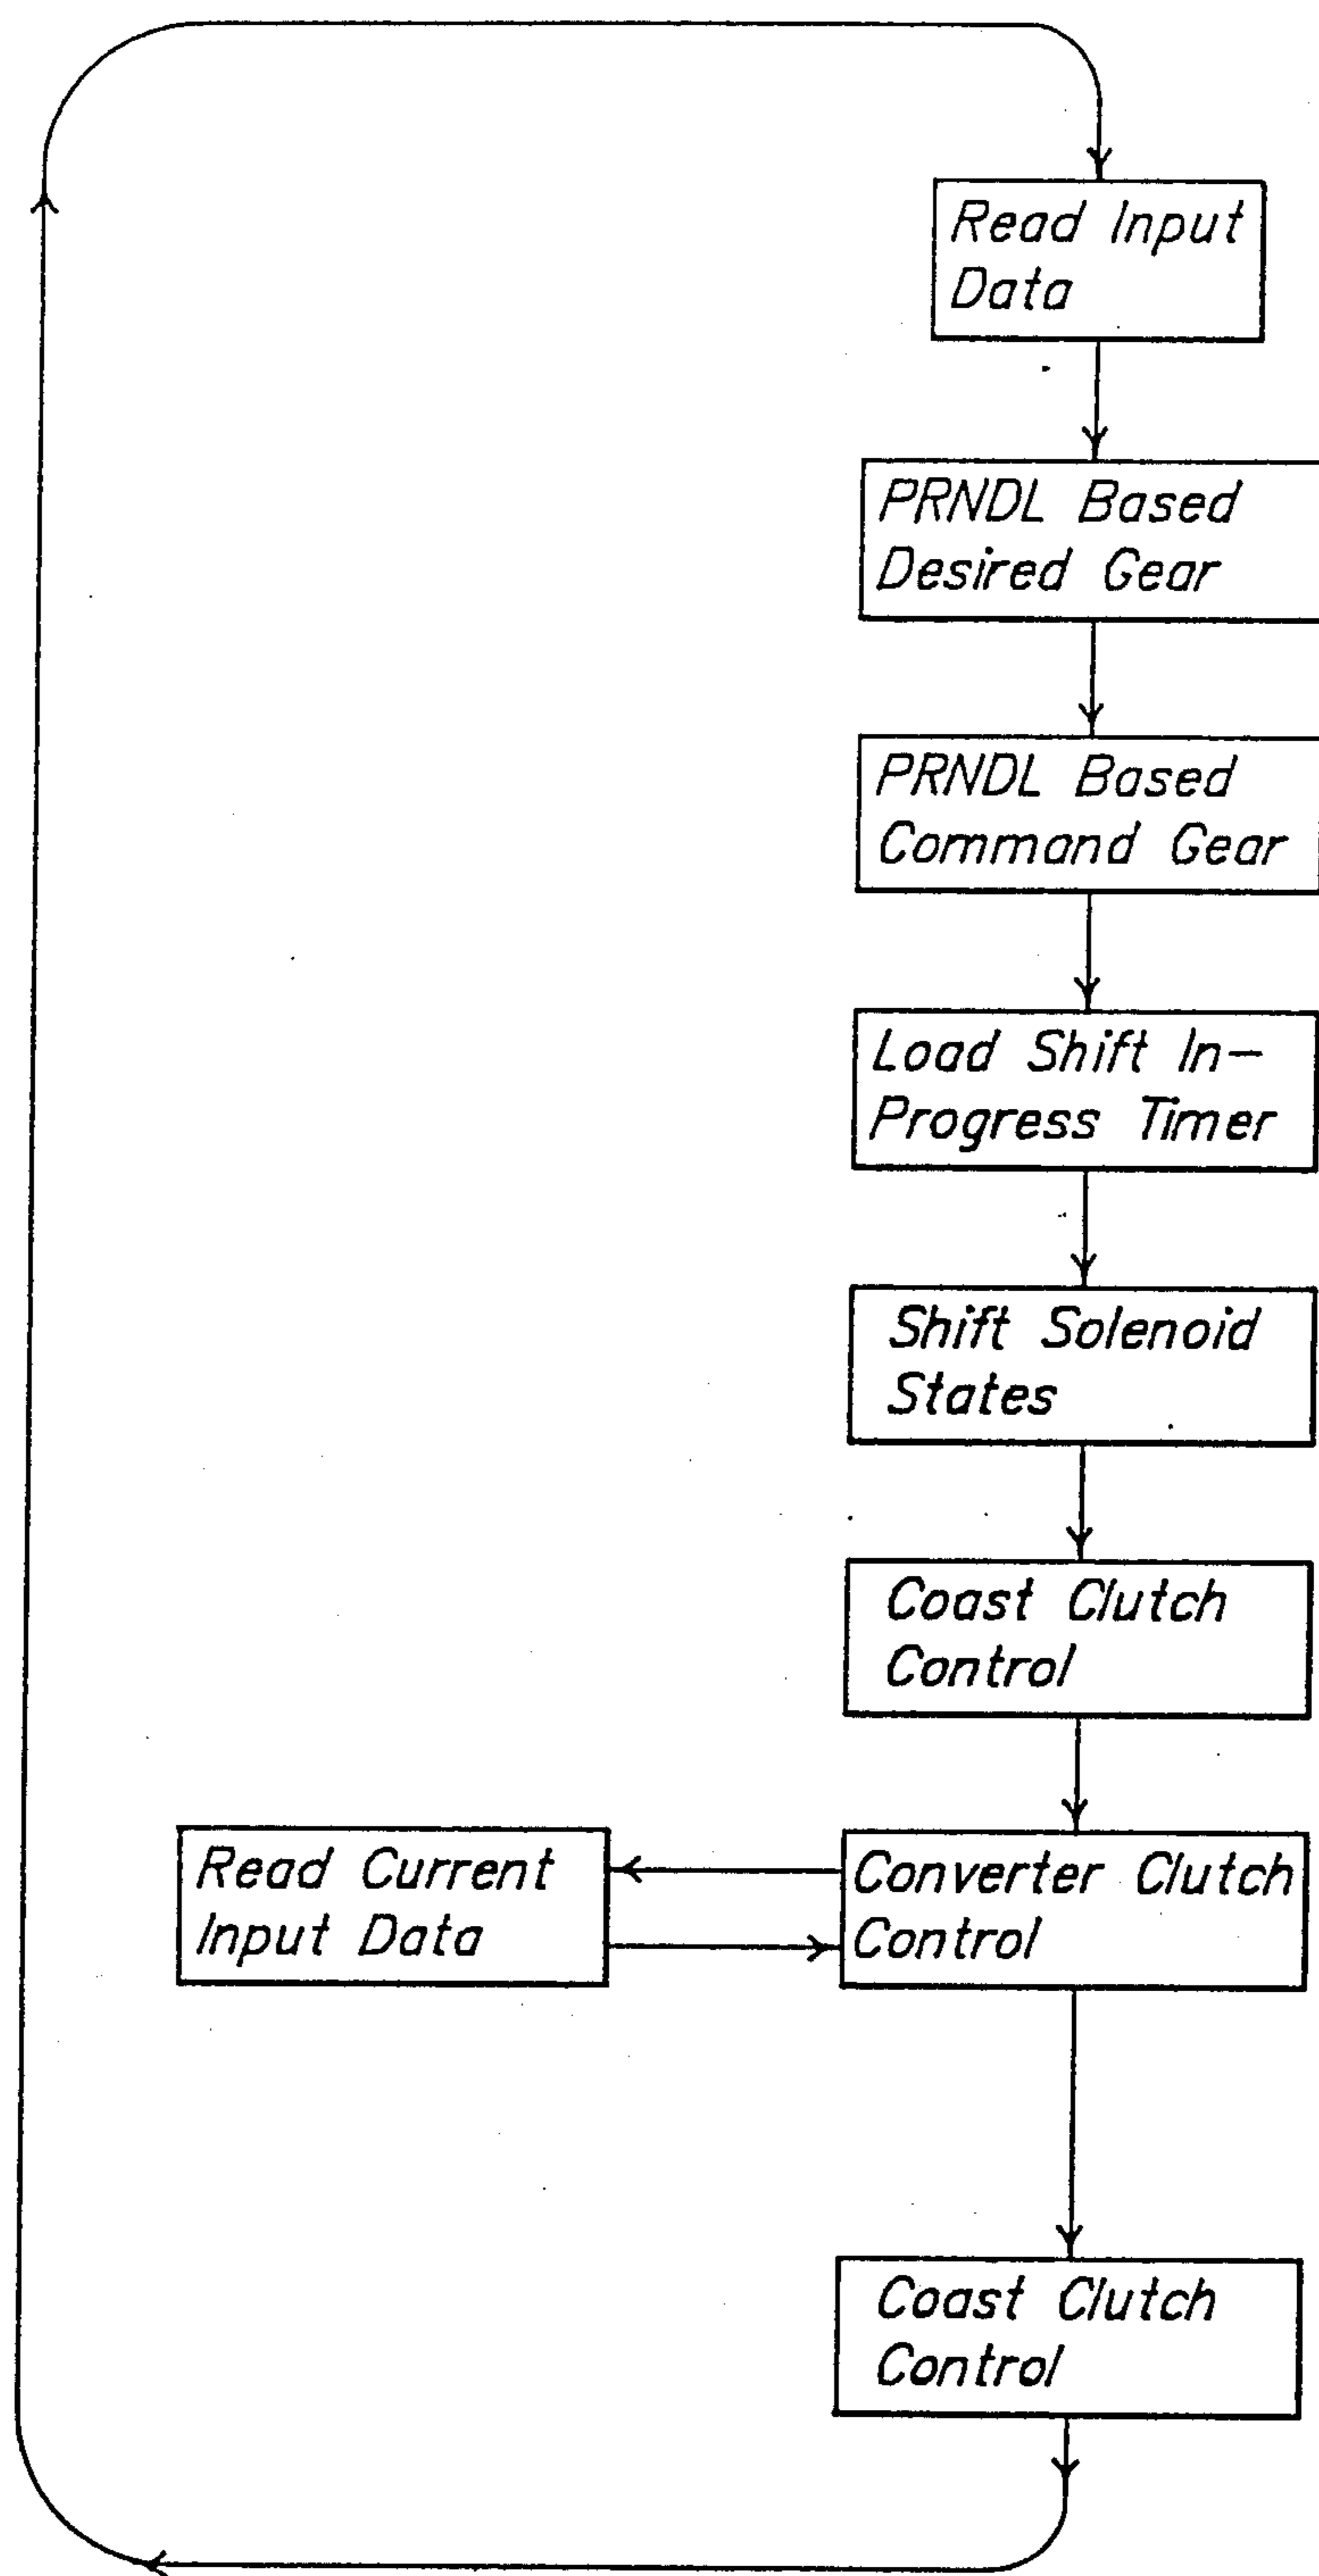 Read Input
Data
PRNDL Based
Desired Gear
PRNDL Based
Command Gear
Load Shift In-
Progress Timer
Shift Solenoid
States
Coast Clutch
Control
Read Current
Input Data
Converter Clutch
Control
Coast Clutch
Control